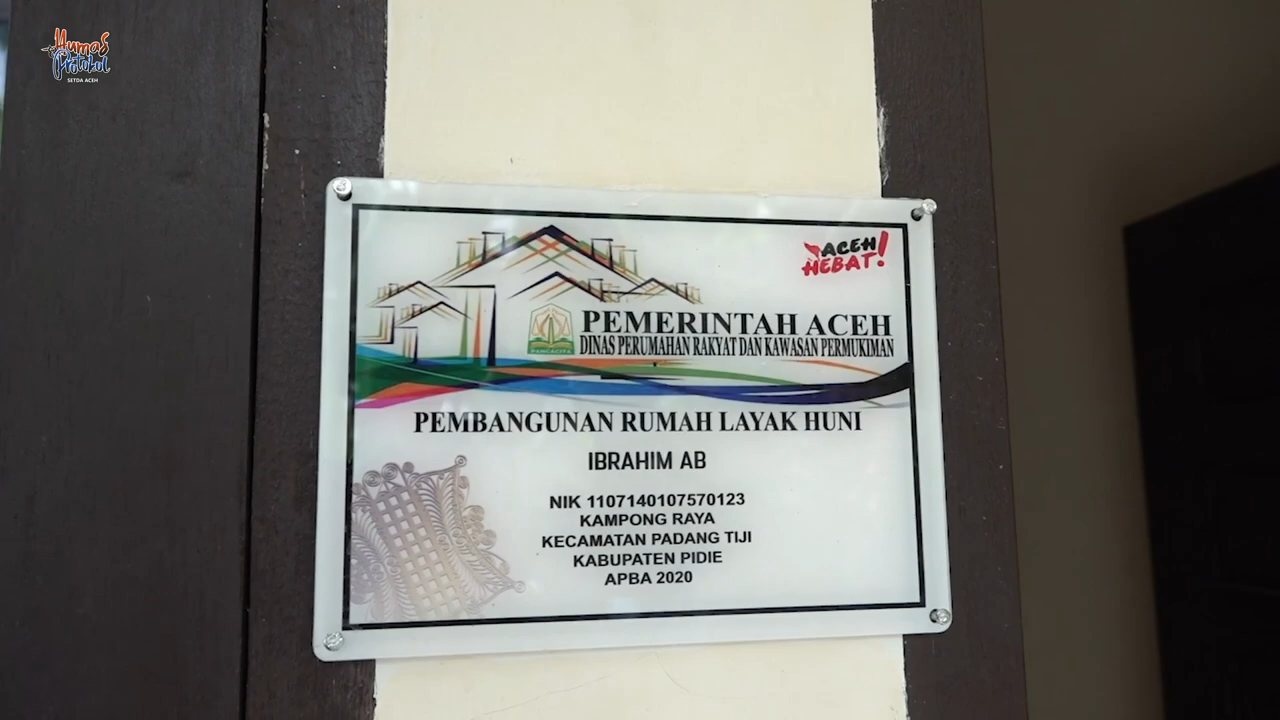 Humas
Protokol
SETDA ACEH
ACEH
HEBAT!
PEMERINTAH ACEH
DINAS PERUMAHAN RAKYAT DAN KAWASAN PERMUKIMAN
PANCACITA
PEMBANGUNAN RUMAH LAYAK HUNI
IBRAHIM AB
NIK 1107140107570123
KAMPONG RAYA
KECAMATAN PADANG TIJI
KABUPATEN PIDIE
APBA 2020